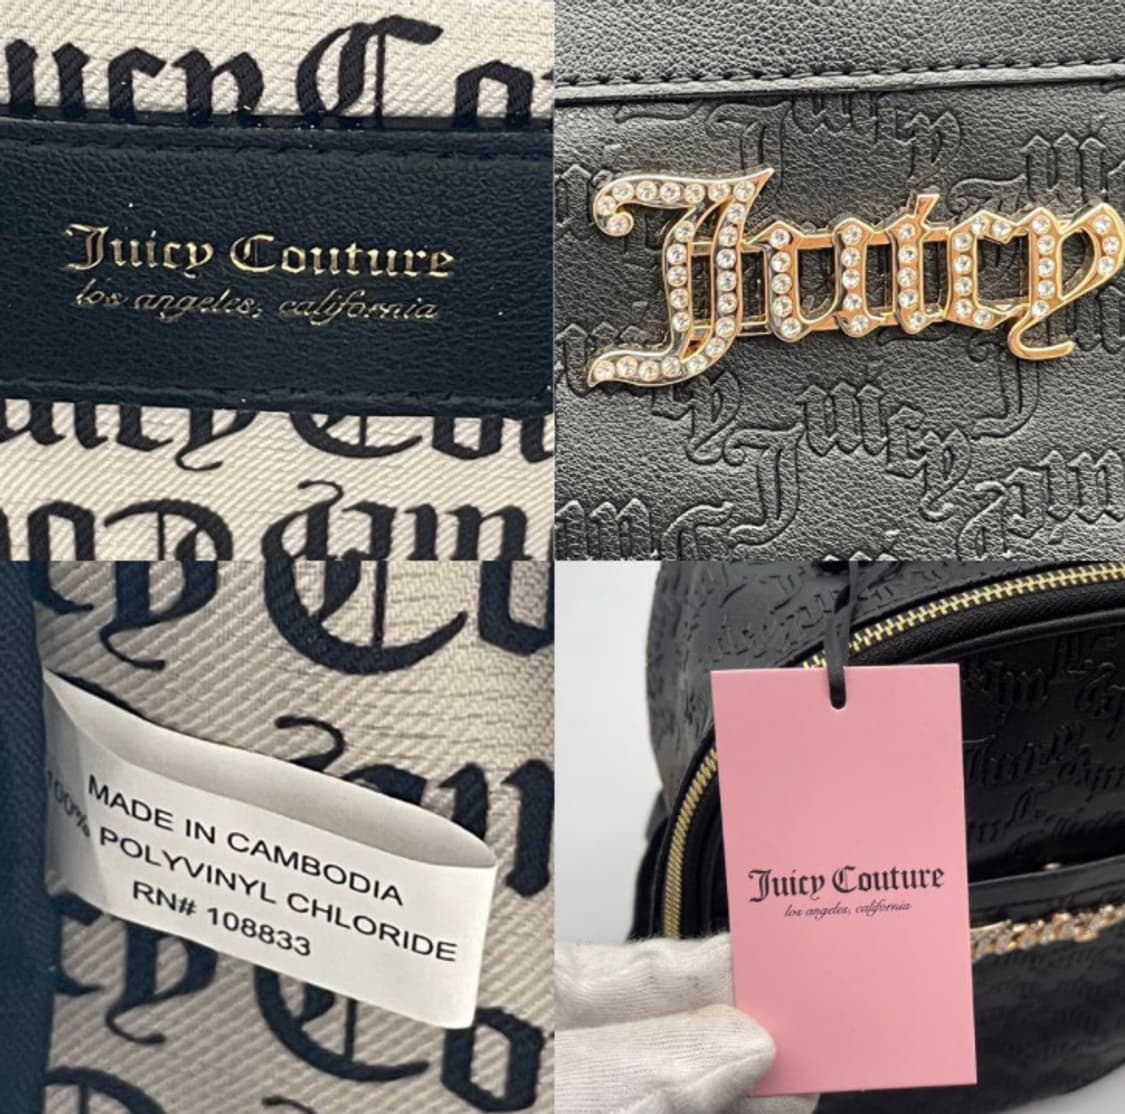 Juicy Couture
los angeles, california
Juicy
MADE IN CAMBODIA
100% POLYVINYL CHLORIDE
RN# 108833
Juicy Couture
los angeles, california